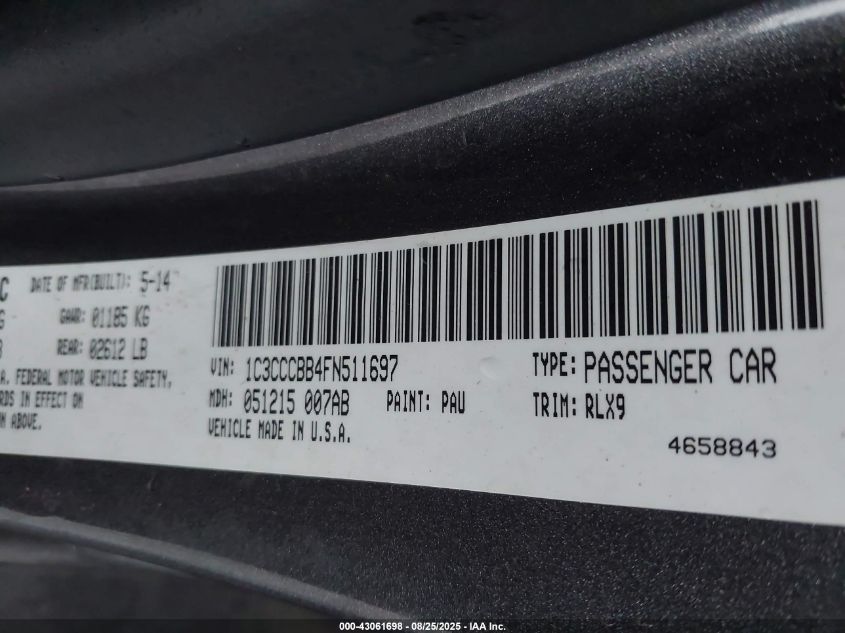 C DATE OF MFR(BUILT): 5-14
G GAWR: 01185 KG
B REAR: 02612 LB
A. FEDERAL MOTOR VEHICLE SAFETY,
RDS IN EFFECT ON
N ABOVE.
VIN: 1C3CCCBB4FN511697
TYPE: PASSENGER CAR
MDH: 051215 007AB PAINT: PAU TRIM: RLX9
VEHICLE MADE IN U.S.A.
4658843
000-43061698 - 08/25/2025 - IAA Inc.